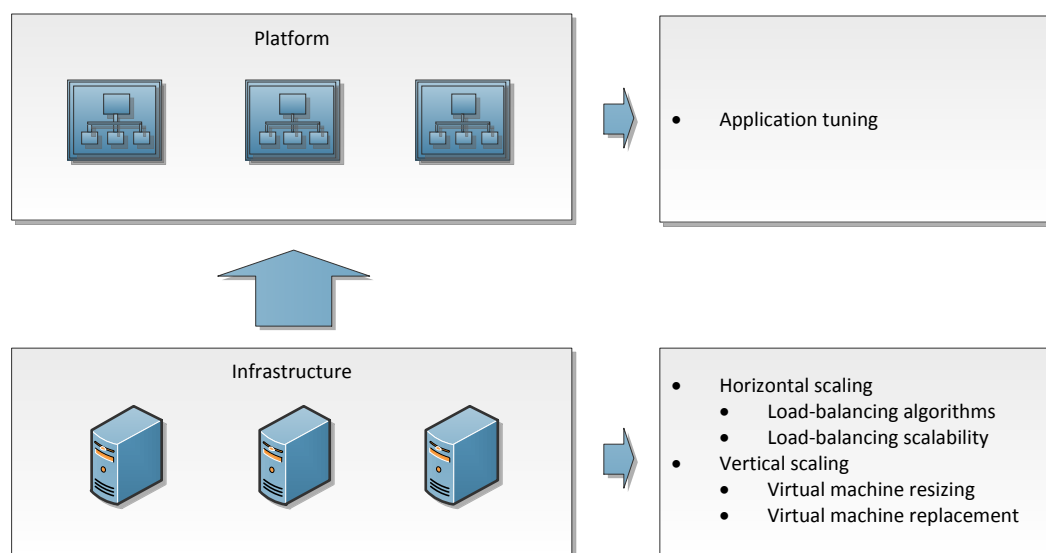 Platform
• Application tuning
Infrastructure
• Horizontal scaling
• Load-balancing algorithms
• Load-balancing scalability
• Vertical scaling
• Virtual machine resizing
• Virtual machine replacement